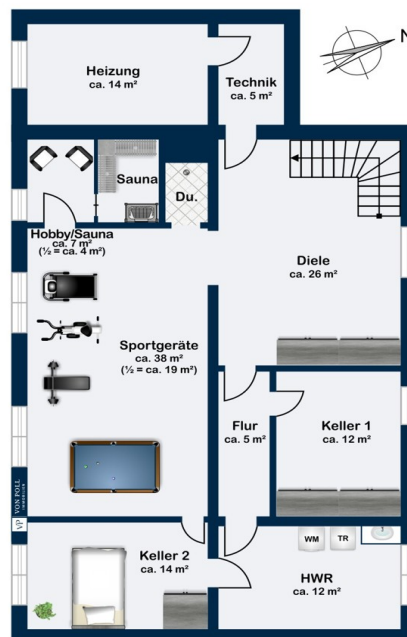 N
Heizung
ca. 14 m²
Technik
ca. 5 m²
Sauna
Du.
Hobby/Sauna
ca. 7 m²
(½ = ca. 4 m²)
Diele
ca. 26 m²
Sportgeräte
ca. 38 m²
(½ = ca. 19 m²)
Flur
ca. 5 m²
Keller 1
ca. 12 m²
VON POLL
IMMOBILIEN
VP
WM
TR
Keller 2
ca. 14 m²
HWR
ca. 12 m²